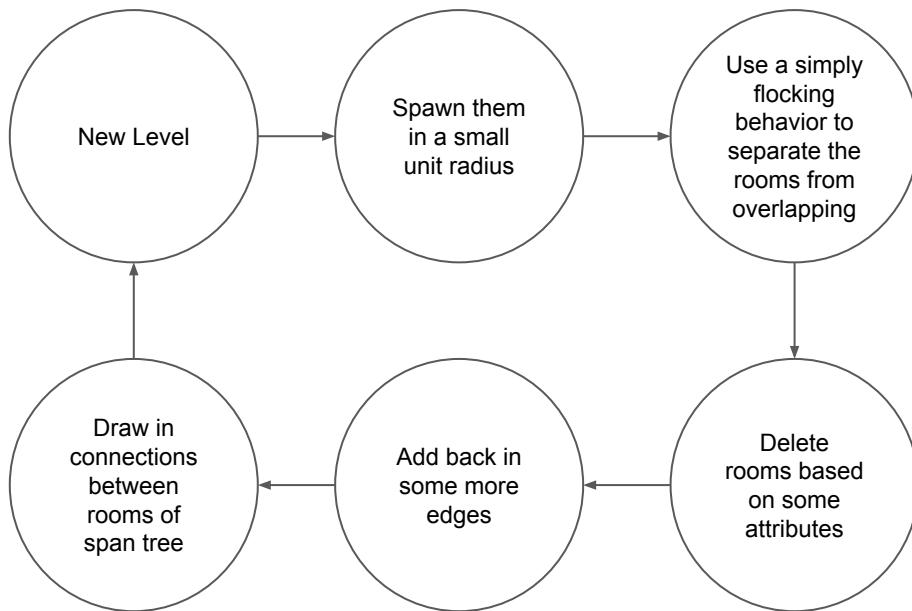 New Level
Spawn them
in a small
unit radius
Use a simply
flocking
behavior to
separate the
rooms from
overlapping
Delete
rooms based
on some
attributes
Add back in
some more
edges
Draw in
connections
between
rooms of
span tree